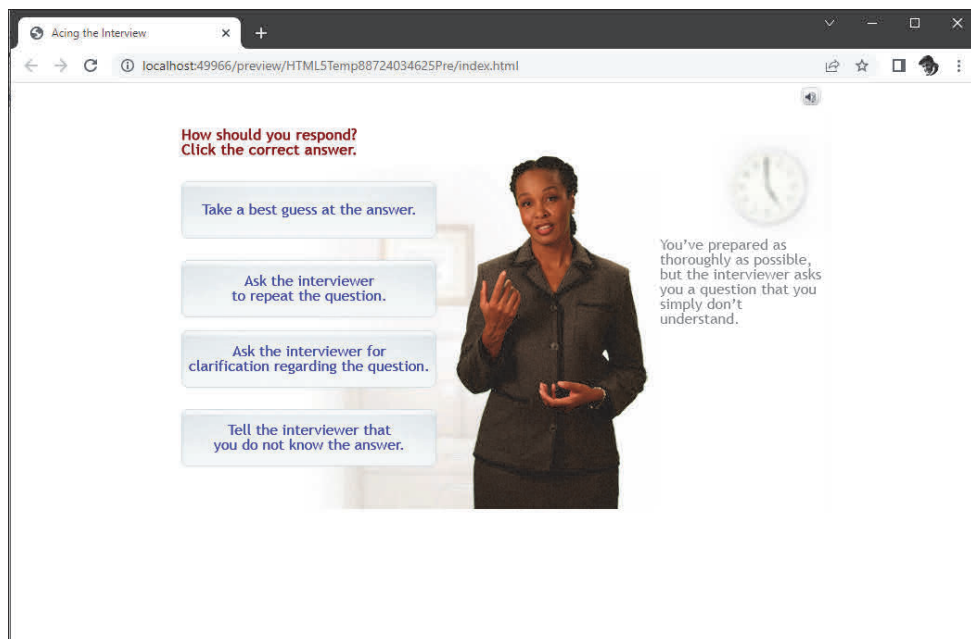 Acing the Interview
localhost:49966/preview/HTML5Temp88724034625Pre/index.html
How should you respond?
Click the correct answer.
Take a best guess at the answer.
Ask the interviewer
to repeat the question.
Ask the interviewer for
clarification regarding the question.
Tell the interviewer that
you do not know the answer.
You've prepared as
thoroughly as possible,
but the interviewer asks
you a question that you
simply don't
understand.